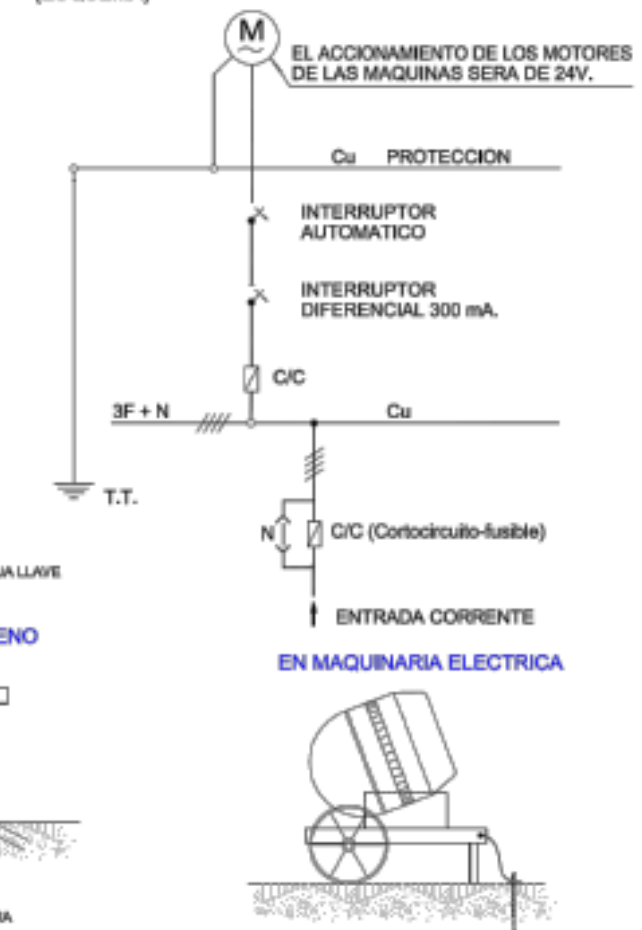 M
EL ACCIONAMIENTO DE LOS MOTORES
DE LAS MAQUINAS SERA DE 24V.
Cu PROTECCION
INTERRUPTOR
AUTOMATICO
INTERRUPTOR
DIFERENCIAL 300 mA.
C/C
3F + N
Cu
T.T.
N
C/C (Cortocircuito-fusible)
LLAVE
ENTRADA CORRENTE
EN MAQUINARIA ELECTRICA